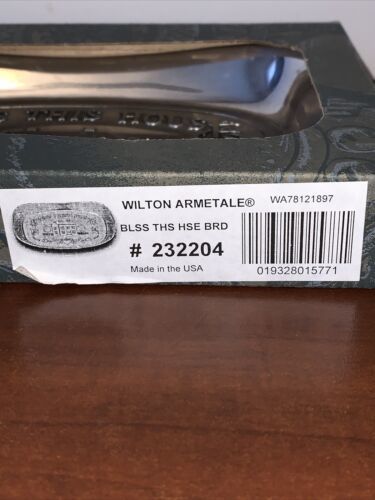 WILTON ARMETALE® WA78121897
BLSS THS HSE BRD
# 232204
Made in the USA
019328015771